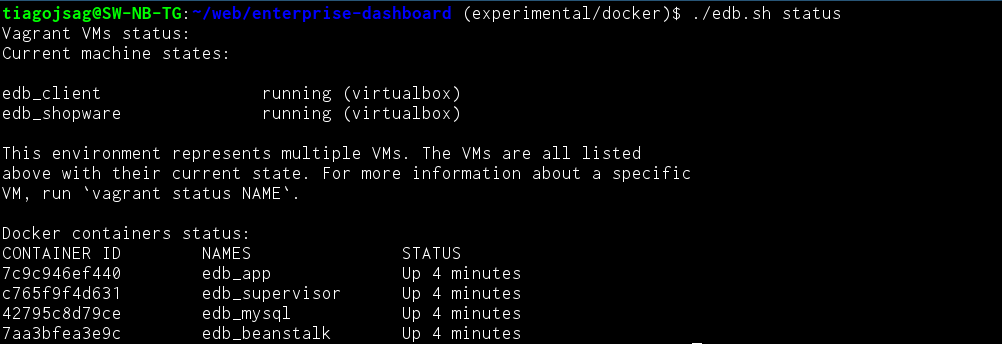 tiagojsag@SW-NB-TG:~/web/enterprise-dashboard (experimental/docker)$ ./edb.sh status
Vagrant VMs status:
Current machine states:
edb_client                running (virtualbox)
edb_shopware              running (virtualbox)
This environment represents multiple VMs. The VMs are all listed
above with their current state. For more information about a specific
VM, run `vagrant status NAME`.
Docker containers status:
CONTAINER ID        NAMES               STATUS
7c9c946ef440        edb_app             Up 4 minutes
c765f9f4d631        edb_supervisor      Up 4 minutes
42795c8d79ce        edb_mysql           Up 4 minutes
7aa3bfea3e9c        edb_beanstalk       Up 4 minutes